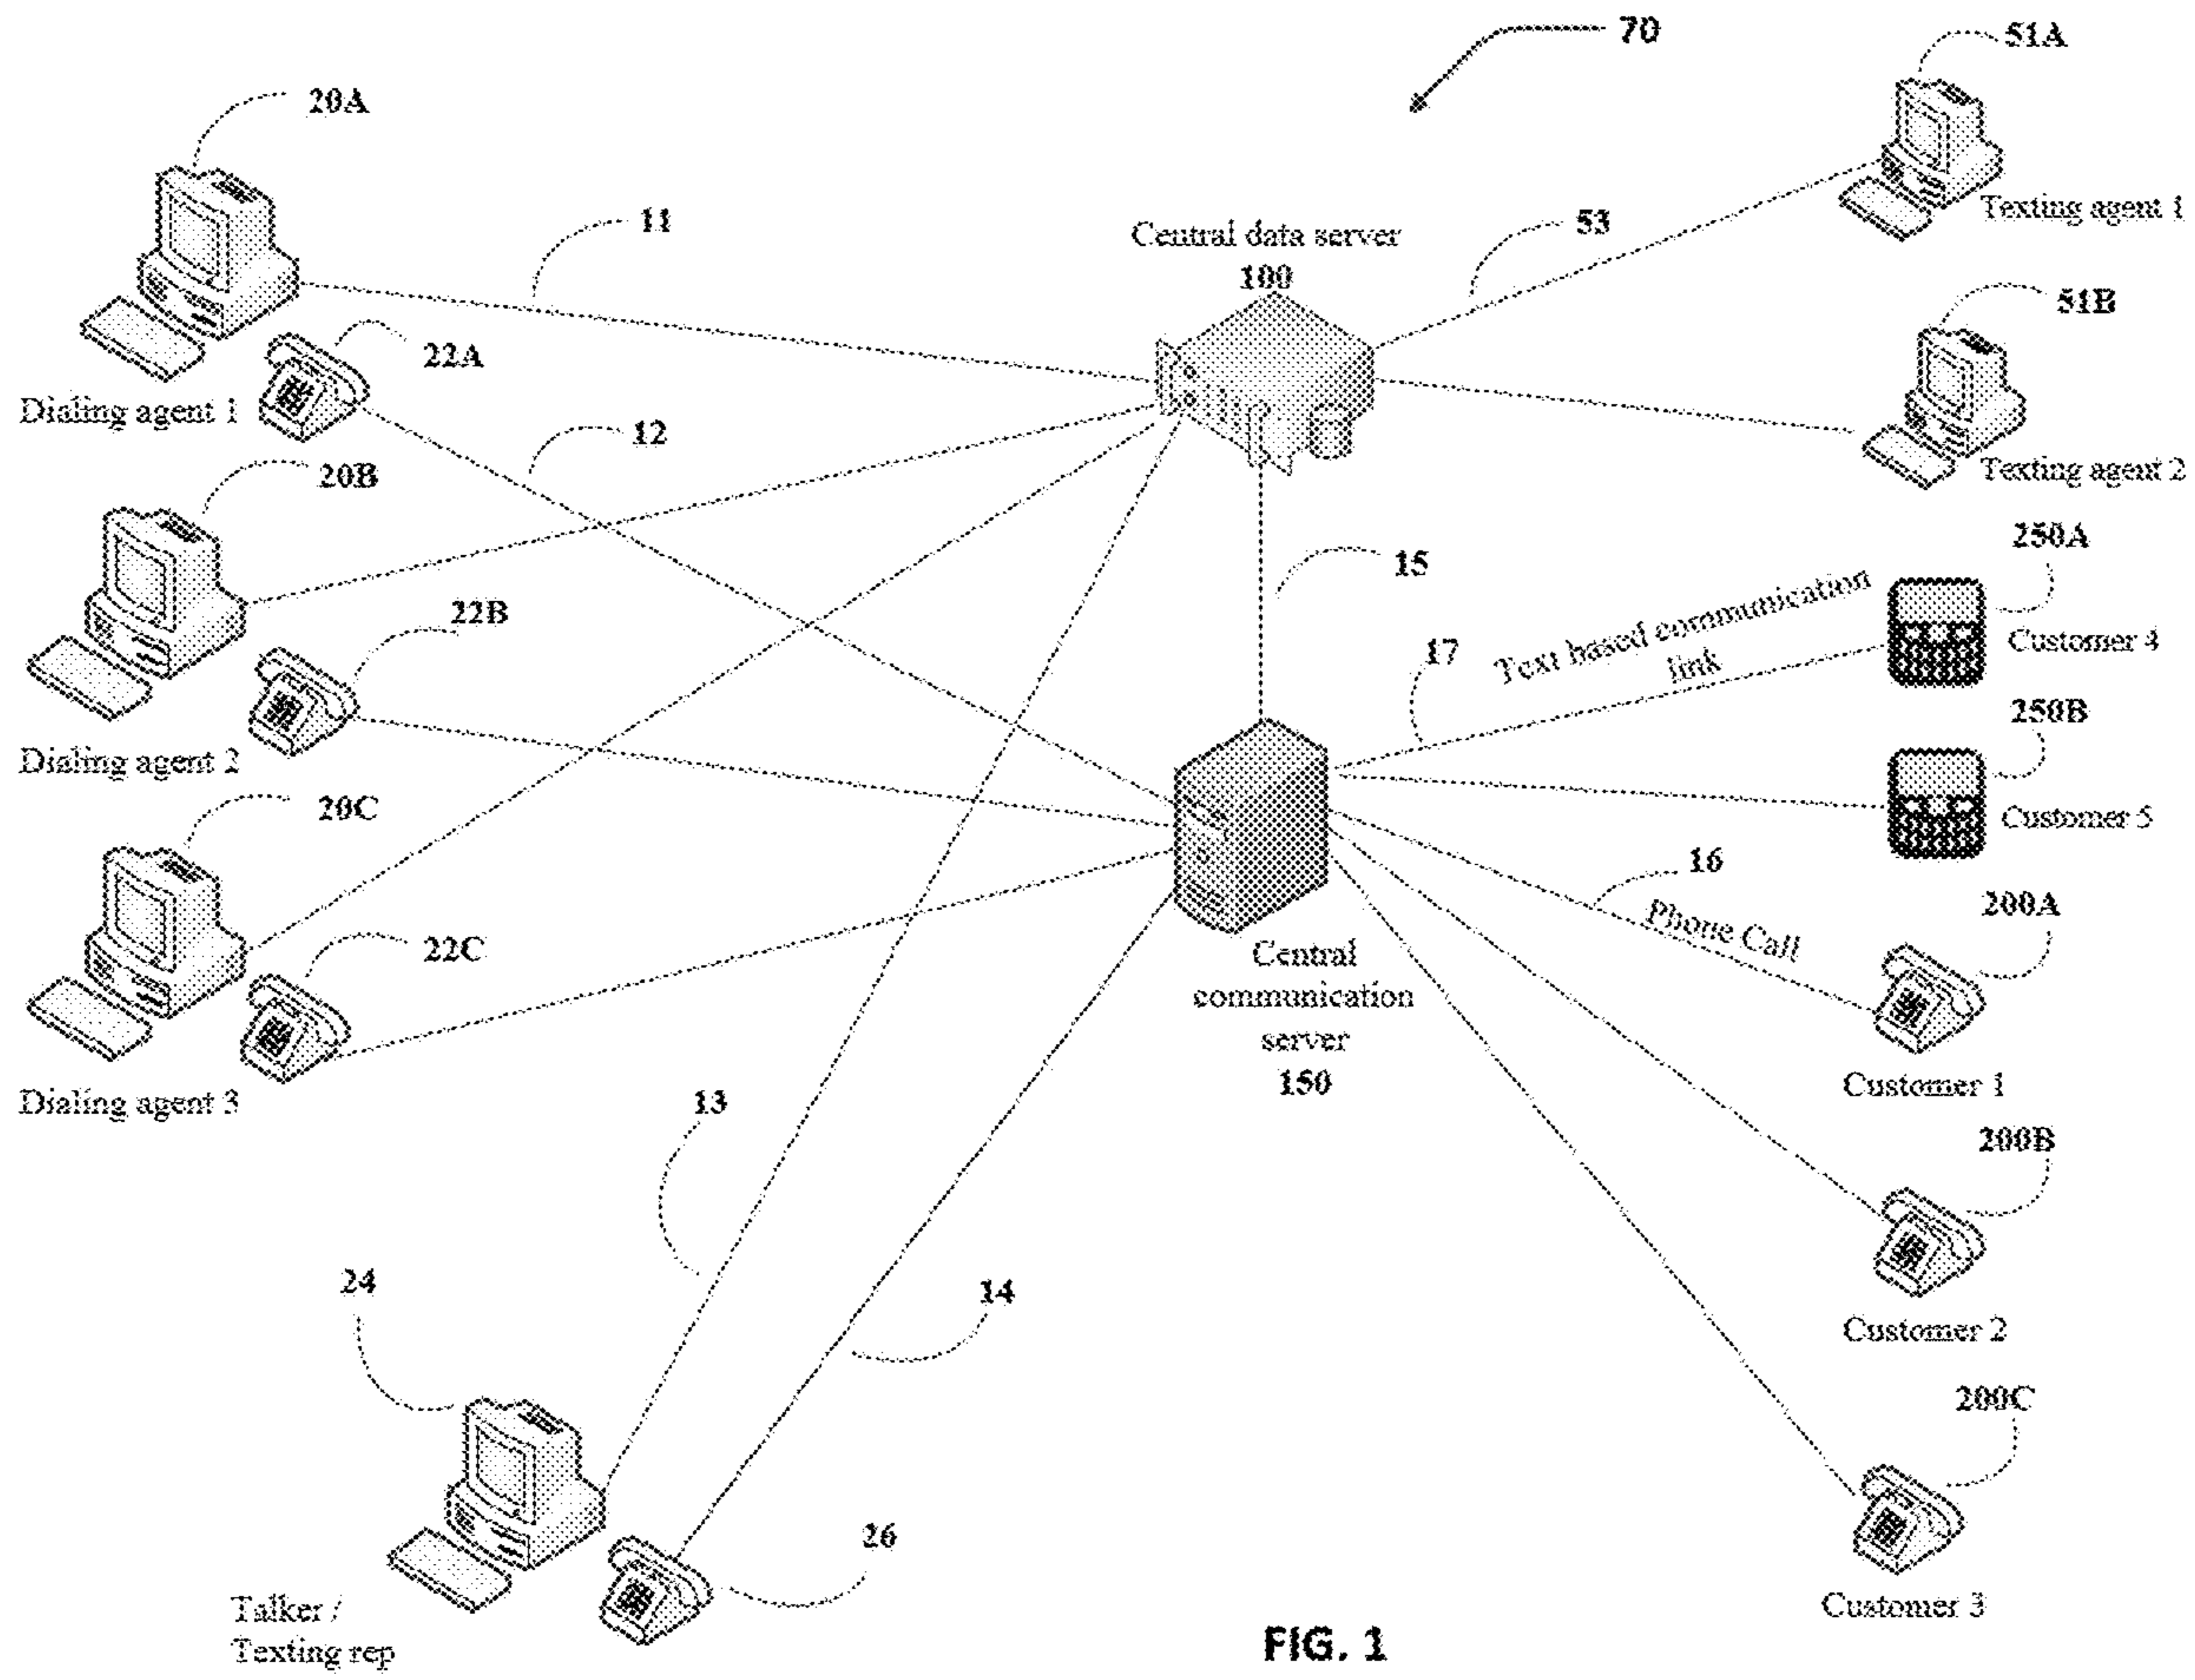 70
51A
20A
Texting agent 1
11
53
Central data server
100
51B
22A
Dialing agent 1
12
Texting agent 2
20B
250A
15
Text based communication
link
17
22B
Customer 4
250B
Dialing agent 2
20C
Customer 5
16
200A
Phone Call
22C
Central
communication
server
150
Customer 1
Dialing agent 3
13
200B
24
14
Customer 2
200C
26
Talker /
Texting rep
Customer 3
FIG. 1